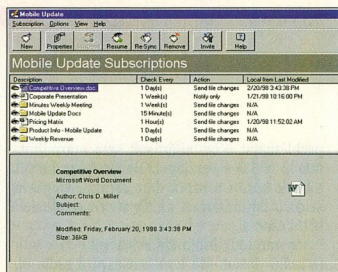 Mobile Update
Subscription Options View Help
New Properties Resume Re-Sync Remove Invite Help
Mobile Update Subscriptions
Description Check Every Action Local Item Last Modified
Competitive Overview.doc 1 Day(s) Send file changes 2/20/98 3:43:38 PM
Corporate Presentation 1 Week(s) Notify only 1/21/98 10:16:00 PM
Minutes Weekly Meeting 1 Week(s) Send file changes N/A
Mobile Update Docs 15 Minute(s) Send file changes N/A
Pricing Matrix 1 Hour(s) Send file changes 1/20/98 11:52:02 AM
Product Info - Mobile Update 1 Day(s) Send file changes N/A
Weekly Revenue 1 Day(s) Send file changes N/A
Competitive Overview
Microsoft Word Document
Author: Chris D. Miller
Subject:
Comments:
Modified: Friday, February 20, 1998 3:43:38 PM
Size: 36KB